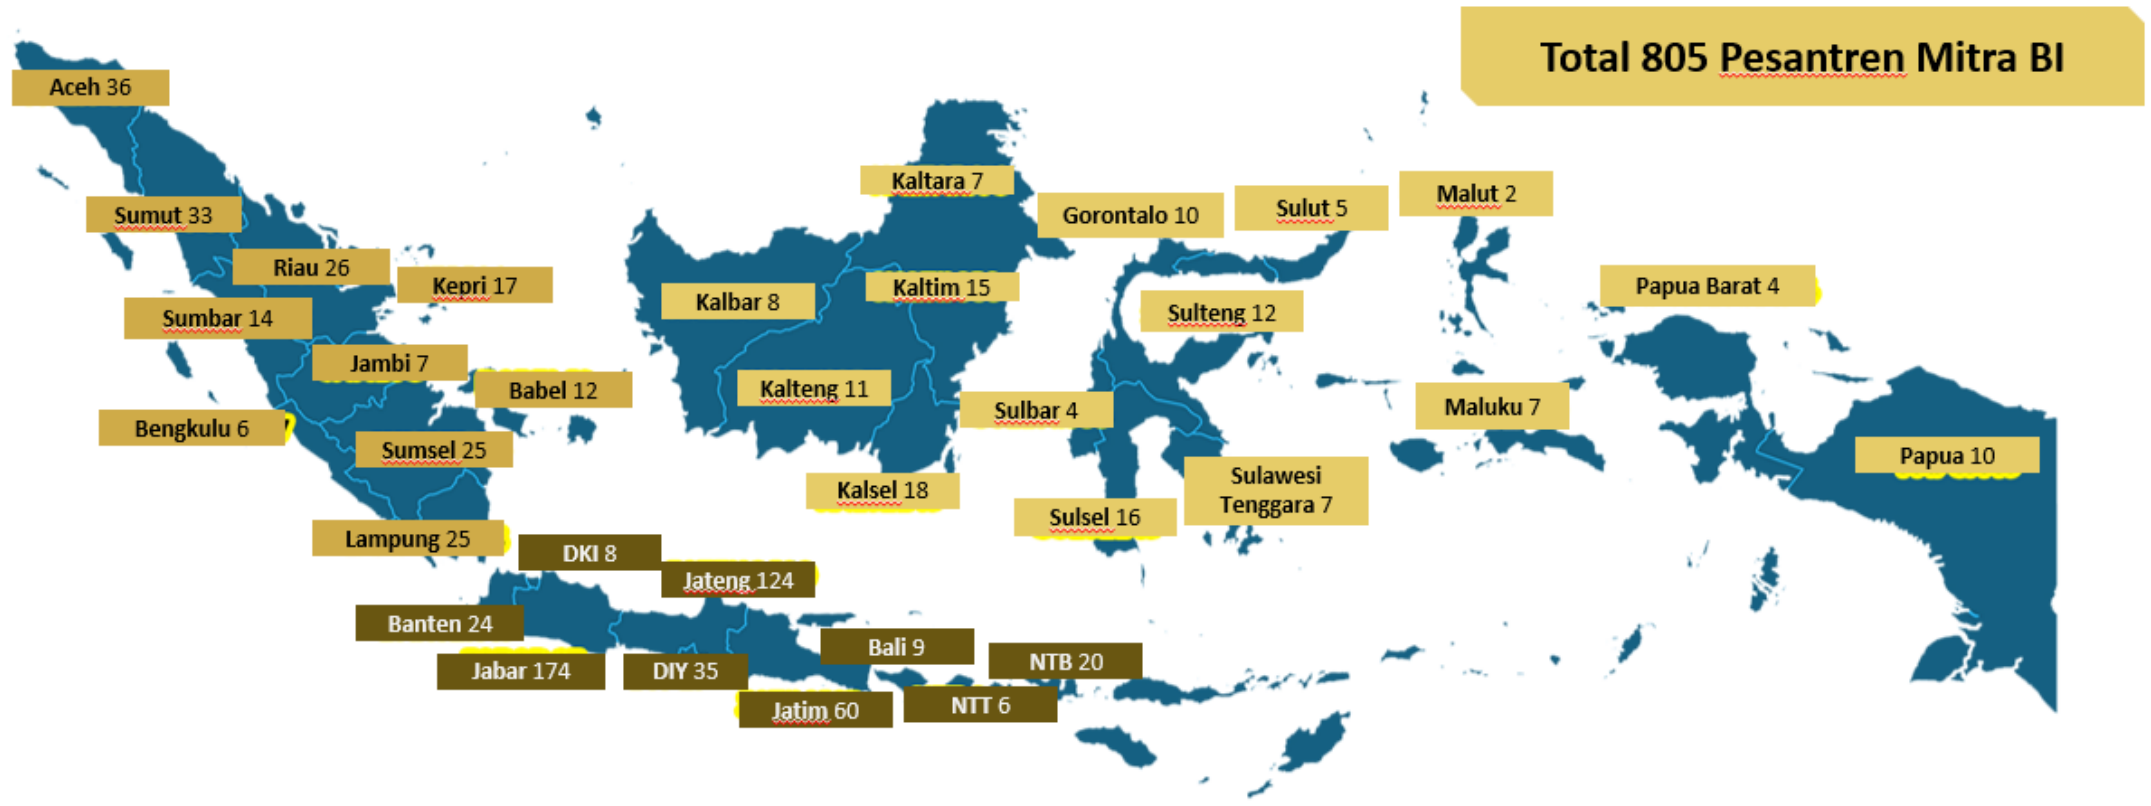 Total 805 Pesantren Mitra BI
Aceh 36
Sumut 33
Riau 26
Kepri 17
Sumbar 14
Jambi 7
Babel 12
Bengkulu 6
Sumsel 25
Lampung 25
DKI 8
Jateng 124
Banten 24
Jabar 174
DIY 35
Jatim 60
Bali 9
NTB 20
NTT 6
Kaltara 7
Kalbar 8
Kaltim 15
Kalteng 11
Kalsel 18
Gorontalo 10
Sulut 5
Sulteng 12
Sulbar 4
Sulsel 16
Sulawesi
Tenggara 7
Malut 2
Maluku 7
Papua Barat 4
Papua 10